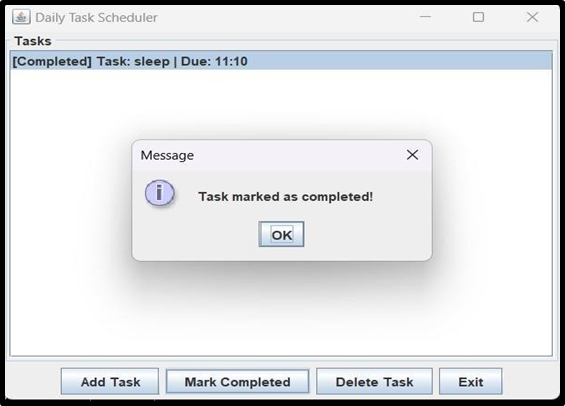 Daily Task Scheduler
Tasks
[Completed] Task: sleep | Due: 11:10
Message
Task marked as completed!
OK
Add Task Mark Completed Delete Task Exit